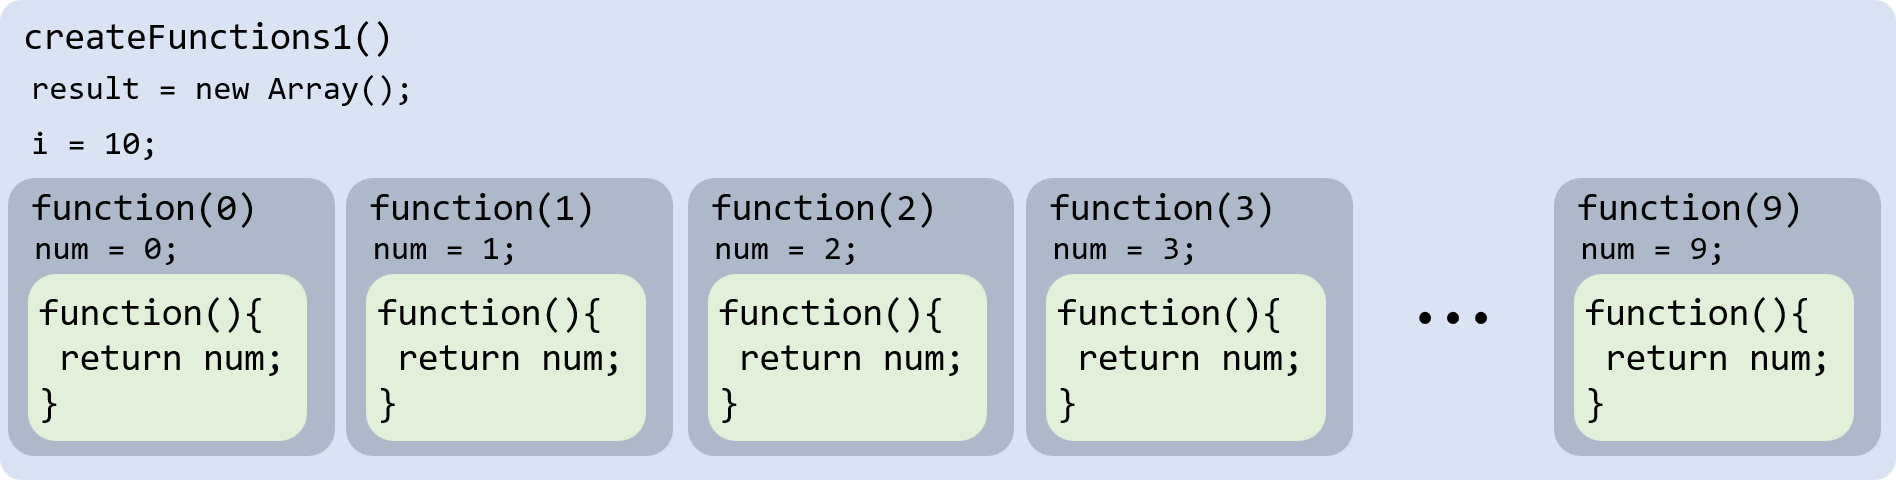 createFunctions1()
result = new Array();
i = 10;
function(0)
num = 0;
function(){
return num;
}
function(1)
num = 1;
function(){
return num;
}
function(2)
num = 2;
function(){
return num;
}
function(3)
num = 3;
function(){
return num;
}
...
function(9)
num = 9;
function(){
return num;
}